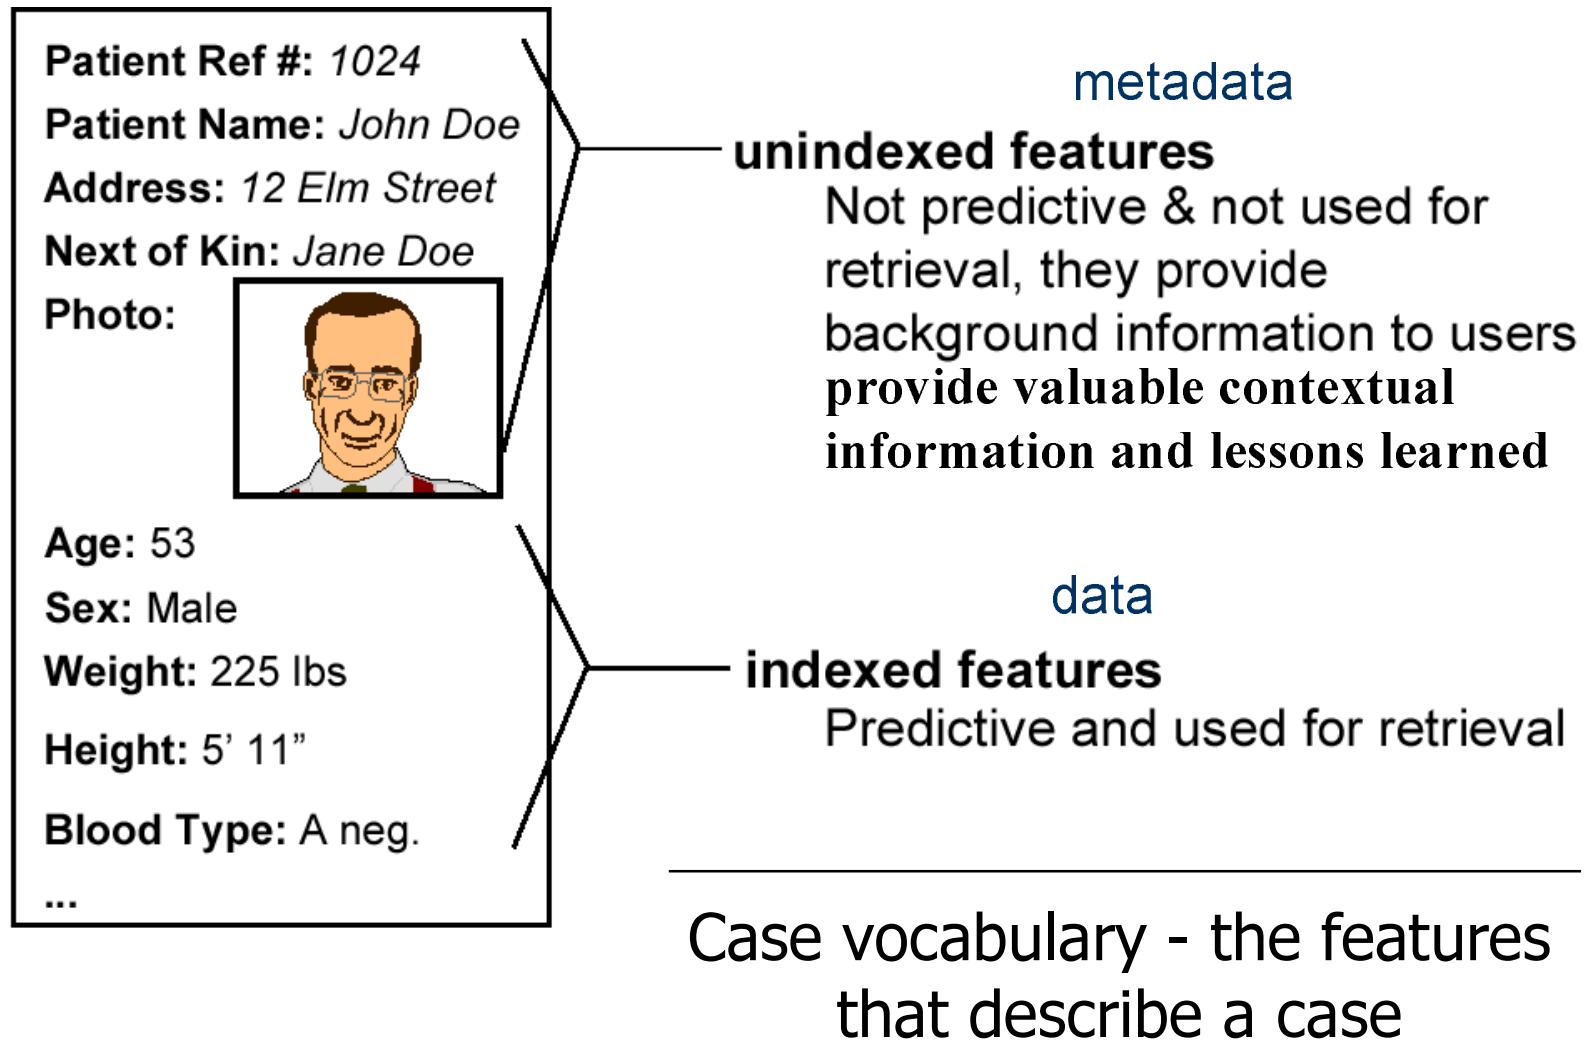 Patient Ref #: 1024
Patient Name: John Doe
Address: 12 Elm Street
Next of Kin: Jane Doe
Photo:
Age: 53
Sex: Male
Weight: 225 lbs
Height: 5’ 11”
Blood Type: A neg.
...
metadata
unindexed features
Not predictive & not used for
retrieval, they provide
background information to users
provide valuable contextual
information and lessons learned
data
indexed features
Predictive and used for retrieval
Case vocabulary - the features
that describe a case